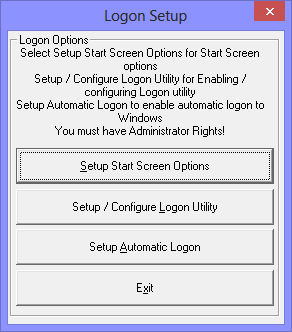 Logon Setup
Logon Options
Select Setup Start Screen Options for Start Screen
options
Setup / Configure Logon Utility for Enabling /
configuring Logon utility
Setup Automatic Logon to enable automatic logon to
Windows
You must have Administrator Rights!
Setup Start Screen Options
Setup / Configure Logon Utility
Setup Automatic Logon
Exit